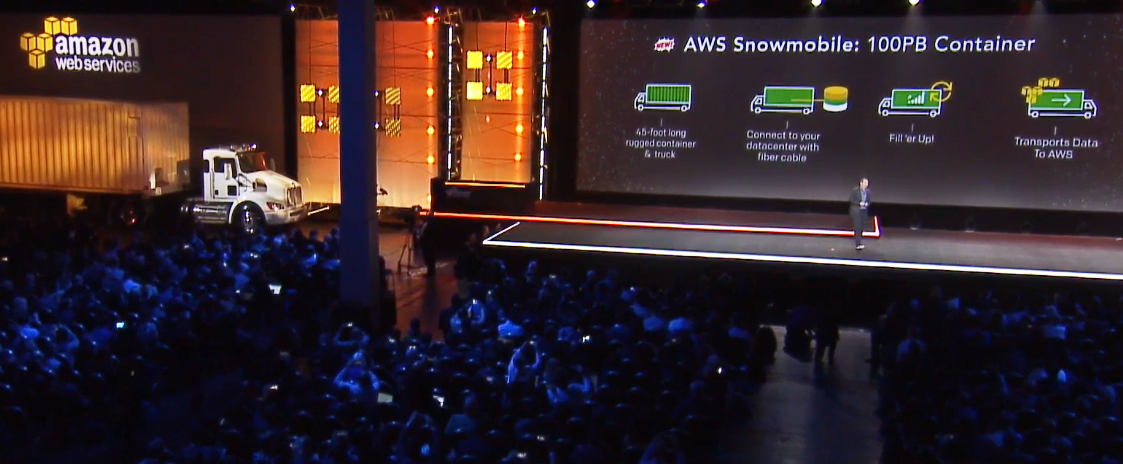 amazon
web services
NEW!
AWS Snowmobile: 100PB Container
45-foot long
rugged container
& truck
Connect to your
datacenter with
fiber cable
Fill 'er Up!
Transports Data
To AWS